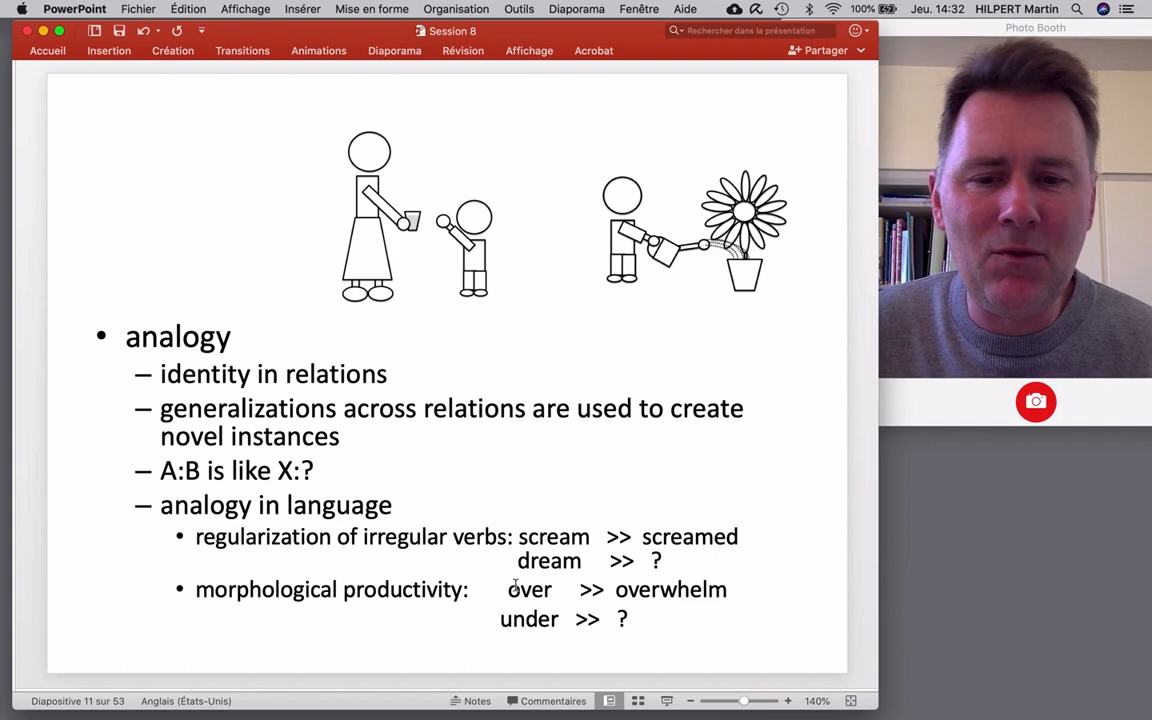 PowerPoint Fichier Édition Affichage Insérer Mise en forme Organisation Outils Diaporama Fenêtre Aide 100% Jeu. 14:32 HILPERT Martin
Photo Booth
Session 8
Rechercher dans la présentation
Accueil Insertion Création Transitions Animations Diaporama Révision Affichage Acrobat Partager
• analogy
– identity in relations
– generalizations across relations are used to create
novel instances
– A:B is like X:?
– analogy in language
• regularization of irregular verbs: scream >> screamed
dream >> ?
• morphological productivity: over >> overwhelm
under >> ?
Diapositive 11 sur 53 Anglais (États-Unis) Notes Commentaires 140%